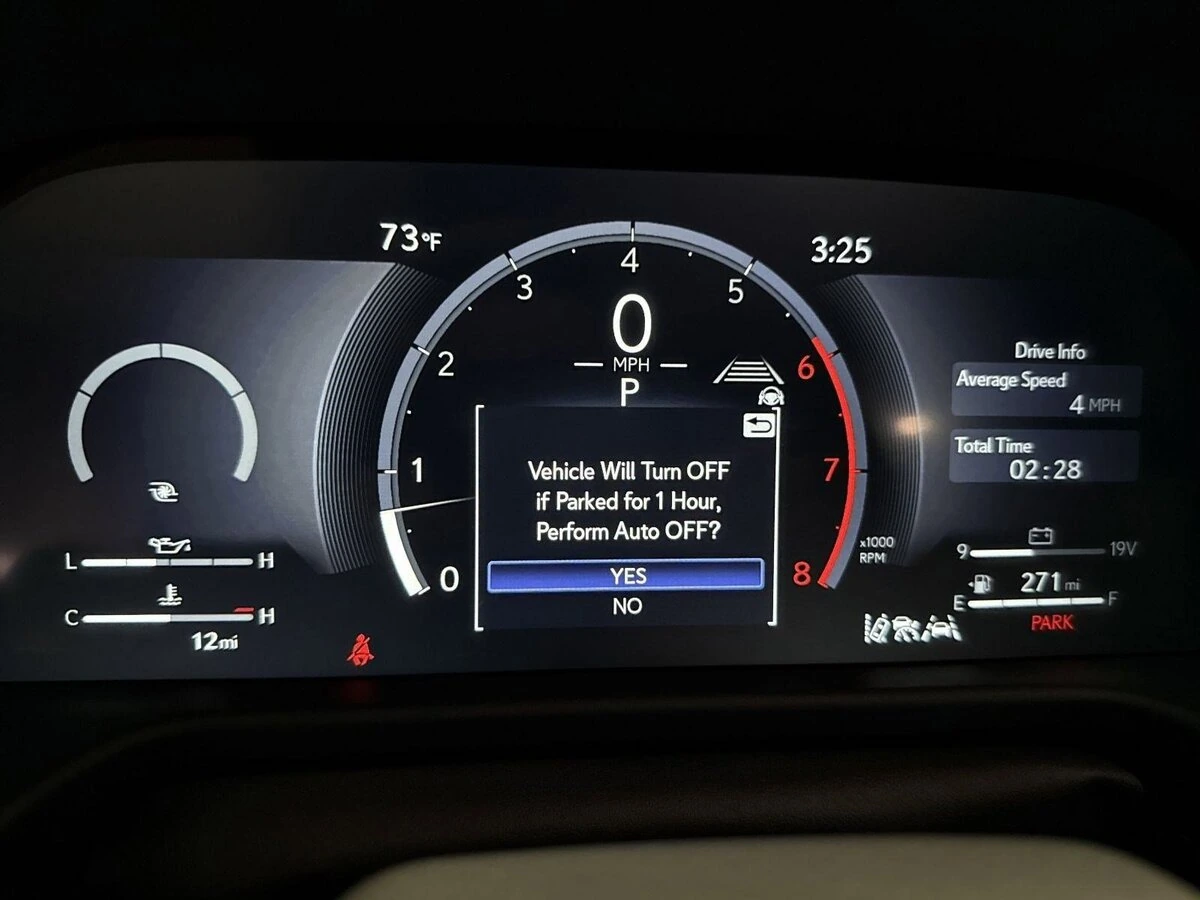 73°F
3:25
4
3
5
2
6
1
7
0
8
0
MPH
P
x1000
RPM
Vehicle Will Turn OFF
if Parked for 1 Hour,
Perform Auto OFF?
YES
NO
Drive Info
Average Speed
4 MPH
Total Time
02:28
L H
C H
12mi
9 19V
271 mi
E F
PARK